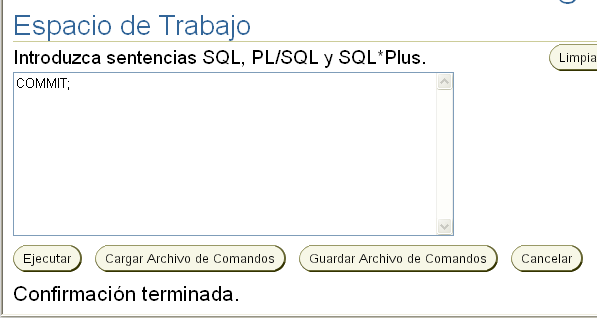 Espacio de Trabajo
Introduzca sentencias SQL, PL/SQL y SQL*Plus.
Limpia
COMMIT;
Ejecutar
Cargar Archivo de Comandos
Guardar Archivo de Comandos
Cancelar
Confirmación terminada.